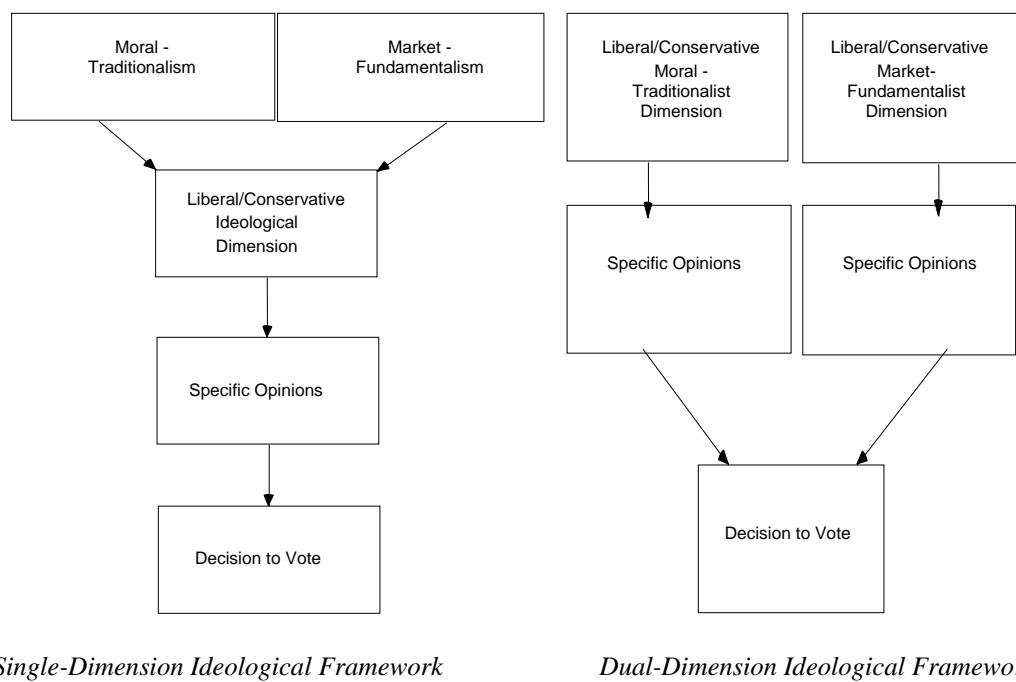 Moral -
Traditionalism
Market -
Fundamentalism
Liberal/Conservative
Ideological
Dimension
Specific Opinions
Decision to Vote
Single-Dimension Ideological Framework
Liberal/Conservative
Moral -
Traditionalist
Dimension
Liberal/Conservative
Market-
Fundamentalist
Dimension
Specific Opinions
Specific Opinions
Decision to Vote
Dual-Dimension Ideological Framewo